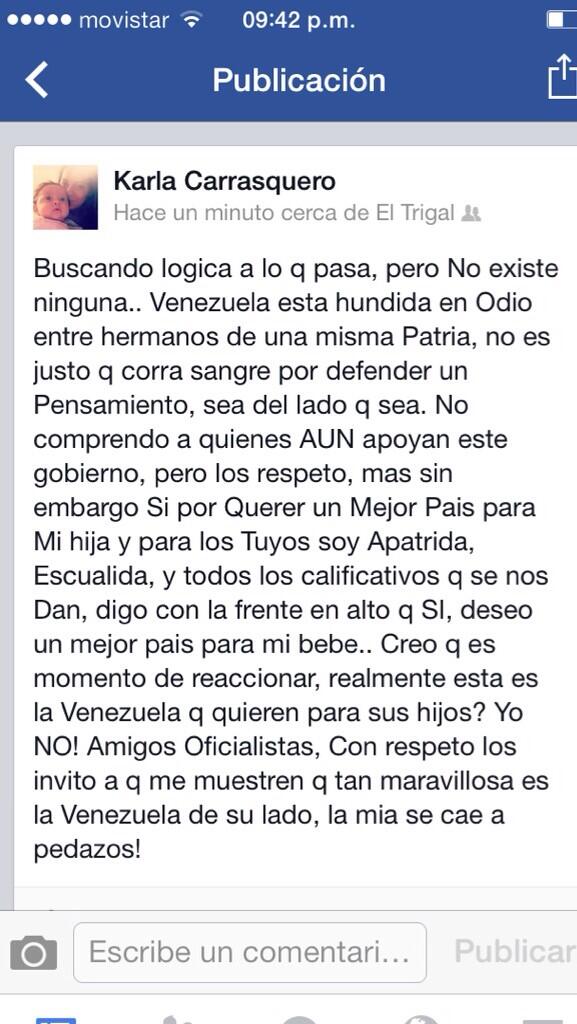 movistar 09:42 p.m.
Publicación
Karla Carrasquero
Hace un minuto cerca de El Trigal
Buscando logica a lo q pasa, pero No existe
ninguna.. Venezuela esta hundida en Odio
entre hermanos de una misma Patria, no es
justo q corra sangre por defender un
Pensamiento, sea del lado q sea. No
comprendo a quienes AUN apoyan este
gobierno, pero los respeto, mas sin
embargo Si por Querer un Mejor Pais para
Mi hija y para los Tuyos soy Apatrida,
Escualida, y todos los calificativos q se nos
Dan, digo con la frente en alto q SI, deseo
un mejor pais para mi bebe.. Creo q es
momento de reaccionar, realmente esta es
la Venezuela q quieren para sus hijos? Yo
NO! Amigos Oficialistas, Con respeto los
invito a q me muestren q tan maravillosa es
la Venezuela de su lado, la mia se cae a
pedazos!
Escribe un comentari... Publicar